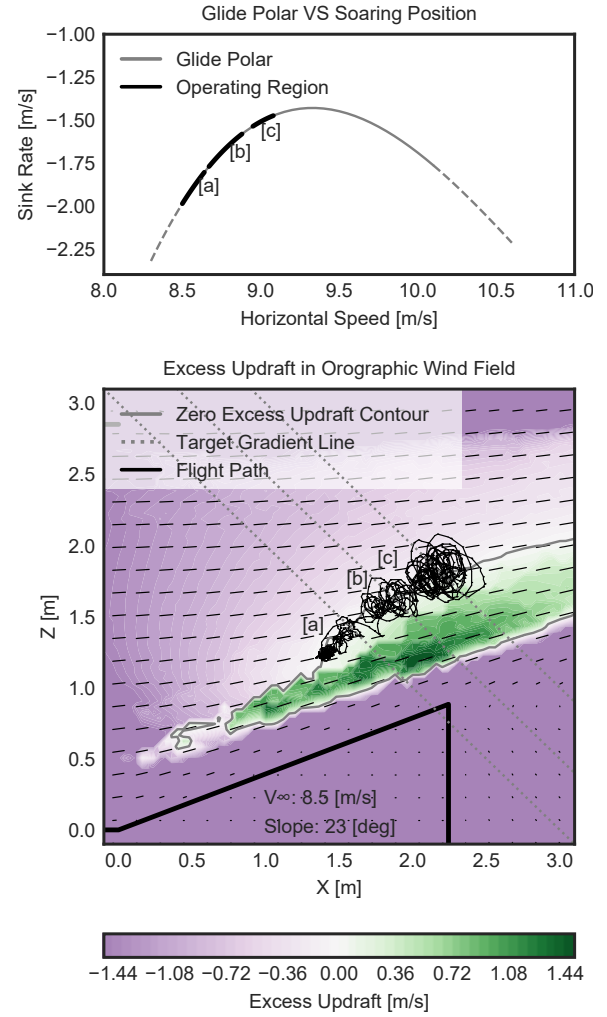 Glide Polar VS Soaring Position
−1.00
−1.25
−1.50
−1.75
−2.00
−2.25
Sink Rate [m/s]
Glide Polar
Operating Region
[c]
[b]
[a]
8.0 8.5 9.0 9.5 10.0 10.5 11.0
Horizontal Speed [m/s]
Excess Updraft in Orographic Wind Field
3.0
2.5
2.0
1.5
1.0
0.5
0.0
Z [m]
Zero Excess Updraft Contour
Target Gradient Line
Flight Path
[c]
[b]
[a]
V∞: 8.5 [m/s]
Slope: 23 [deg]
0.0 0.5 1.0 1.5 2.0 2.5 3.0
X [m]
−1.44 −1.08 −0.72 −0.36 0.00 0.36 0.72 1.08 1.44
Excess Updraft [m/s]